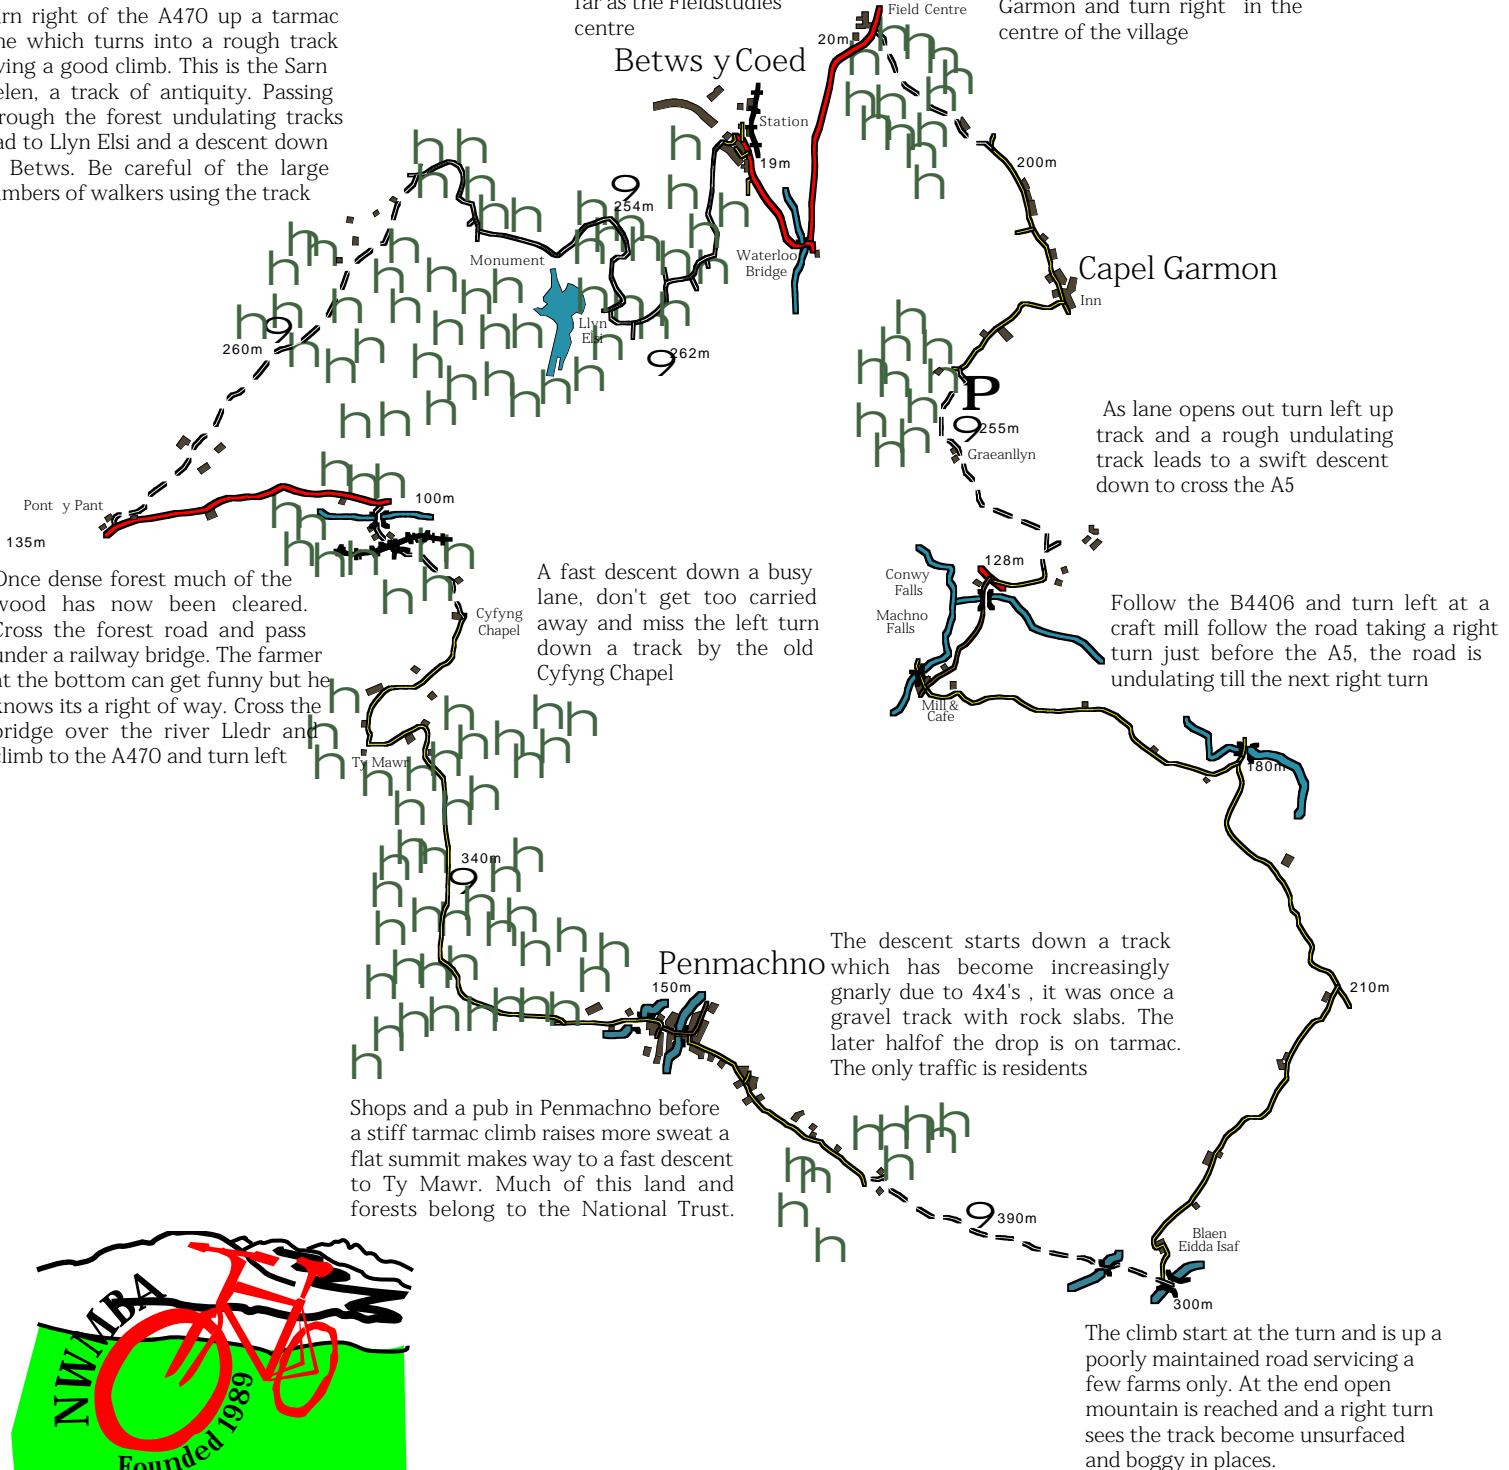 rn right of the A470 up a tarmac
ne which turns into a rough track
ving a good climb. This is the Sarn
elen, a track of antiquity. Passing
rough the forest undulating tracks
ad to Llyn Elsi and a descent down
Betws. Be careful of the large
mbers of walkers using the track
far as the Fieldstudies
centre
Garmon and turn right in the
centre of the village
Field Centre
20m
Betws y Coed
Station
19m
200m
9
254m
Monument
Waterloo
Bridge
Capel Garmon
Inn
Llyn
Elsi
9
260m
9
262m
P
9
255m
Graeanllyn
As lane opens out turn left up
track and a rough undulating
track leads to a swift descent
down to cross the A5
Pont y Pant
100m
135m
128m
Conwy
Falls
Machno
Falls
Once dense forest much of the
wood has now been cleared.
Cross the forest road and pass
under a railway bridge. The farmer
at the bottom can get funny but he
knows its a right of way. Cross the
bridge over the river Lledr and
climb to the A470 and turn left
Cyfyng
Chapel
A fast descent down a busy
lane, don't get too carried
away and miss the left turn
down a track by the old
Cyfyng Chapel
Follow the B4406 and turn left at a
craft mill follow the road taking a right
turn just before the A5, the road is
undulating till the next right turn
Mill &
Cafe
Ty Mawr
180m
340m
9
Penmachno
150m
The descent starts down a track
which has become increasingly
gnarly due to 4x4's , it was once a
gravel track with rock slabs. The
later halfof the drop is on tarmac.
The only traffic is residents
210m
Shops and a pub in Penmachno before
a stiff tarmac climb raises more sweat a
flat summit makes way to a fast descent
to Ty Mawr. Much of this land and
forests belong to the National Trust.
9
390m
Blaen
Eidda Isaf
300m
The climb start at the turn and is up a
poorly maintained road servicing a
few farms only. At the end open
mountain is reached and a right turn
sees the track become unsurfaced
and boggy in places.
NWMBA
Founded 1989